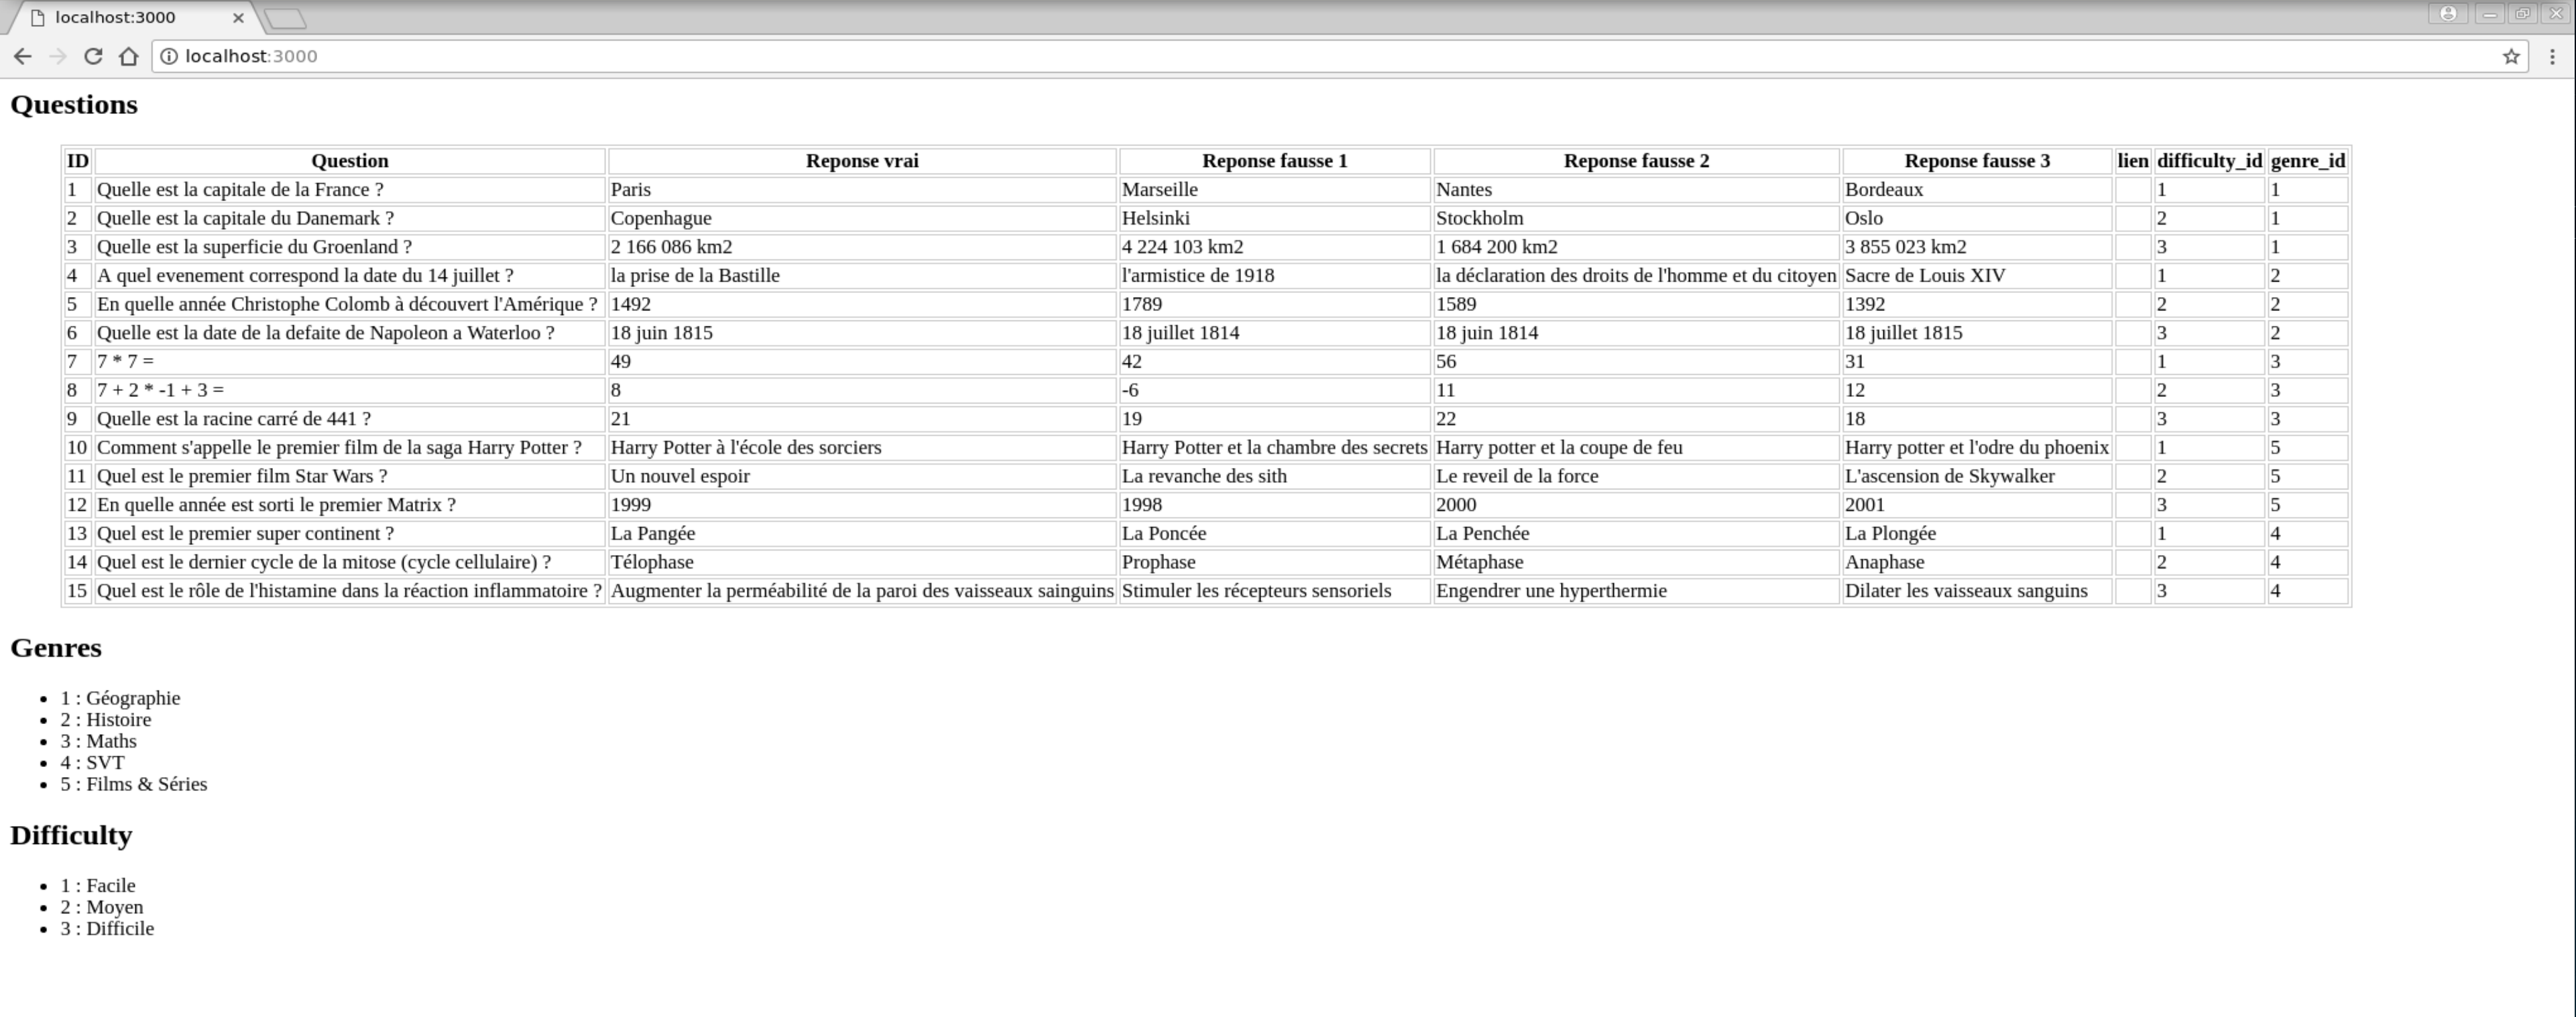 localhost:3000
localhost:3000
Questions
ID Question Reponse vrai Reponse fausse 1 Reponse fausse 2 Reponse fausse 3 lien difficulty_id genre_id
1 Quelle est la capitale de la France ? Paris Marseille Nantes Bordeaux 1 1
2 Quelle est la capitale du Danemark ? Copenhague Helsinki Stockholm Oslo 2 1
3 Quelle est la superficie du Groenland ? 2 166 086 km2 4 224 103 km2 1 684 200 km2 3 855 023 km2 3 1
4 A quel evenement correspond la date du 14 juillet ? la prise de la Bastille l'armistice de 1918 la déclaration des droits de l'homme et du citoyen Sacre de Louis XIV 1 2
5 En quelle année Christophe Colomb à découvert l'Amérique ? 1492 1789 1589 1392 2 2
6 Quelle est la date de la defaite de Napoleon a Waterloo ? 18 juin 1815 18 juillet 1814 18 juin 1814 18 juillet 1815 3 2
7 7 * 7 = 49 42 56 31 1 3
8 7 + 2 * -1 + 3 = 8 -6 11 12 2 3
9 Quelle est la racine carré de 441 ? 21 19 22 18 3 3
10 Comment s'appelle le premier film de la saga Harry Potter ? Harry Potter à l'école des sorciers Harry Potter et la chambre des secrets Harry potter et la coupe de feu Harry potter et l'odre du phoenix 1 5
11 Quel est le premier film Star Wars ? Un nouvel espoir La revanche des sith Le reveil de la force L'ascension de Skywalker 2 5
12 En quelle année est sorti le premier Matrix ? 1999 1998 2000 2001 3 5
13 Quel est le premier super continent ? La Pangée La Poncée La Penchée La Plongée 1 4
14 Quel est le dernier cycle de la mitose (cycle cellulaire) ? Télophase Prophase Métaphase Anaphase 2 4
15 Quel est le rôle de l'histamine dans la réaction inflammatoire ? Augmenter la perméabilité de la paroi des vaisseaux sainguins Stimuler les récepteurs sensoriels Engendrer une hyperthermie Dilater les vaisseaux sanguins 3 4
Genres
• 1 : Géographie
• 2 : Histoire
• 3 : Maths
• 4 : SVT
• 5 : Films & Séries
Difficulty
• 1 : Facile
• 2 : Moyen
• 3 : Difficile